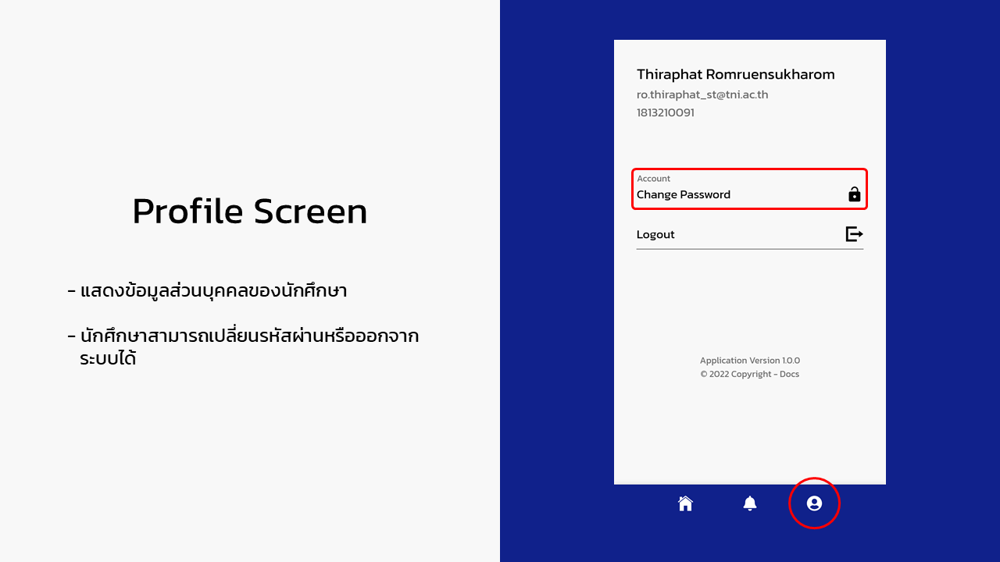 Profile Screen
- แสดงข้อมูลส่วนบุคคลของนักศึกษา
- นักศึกษาสามารถเปลี่ยนรหัสผ่านหรือออกจาก
ระบบได้
Thiraphat Romruensukharom
ro.thiraphat_st@tni.ac.th
1813210091
Account
Change Password
Logout
Application Version 1.0.0
© 2022 Copyright - Docs